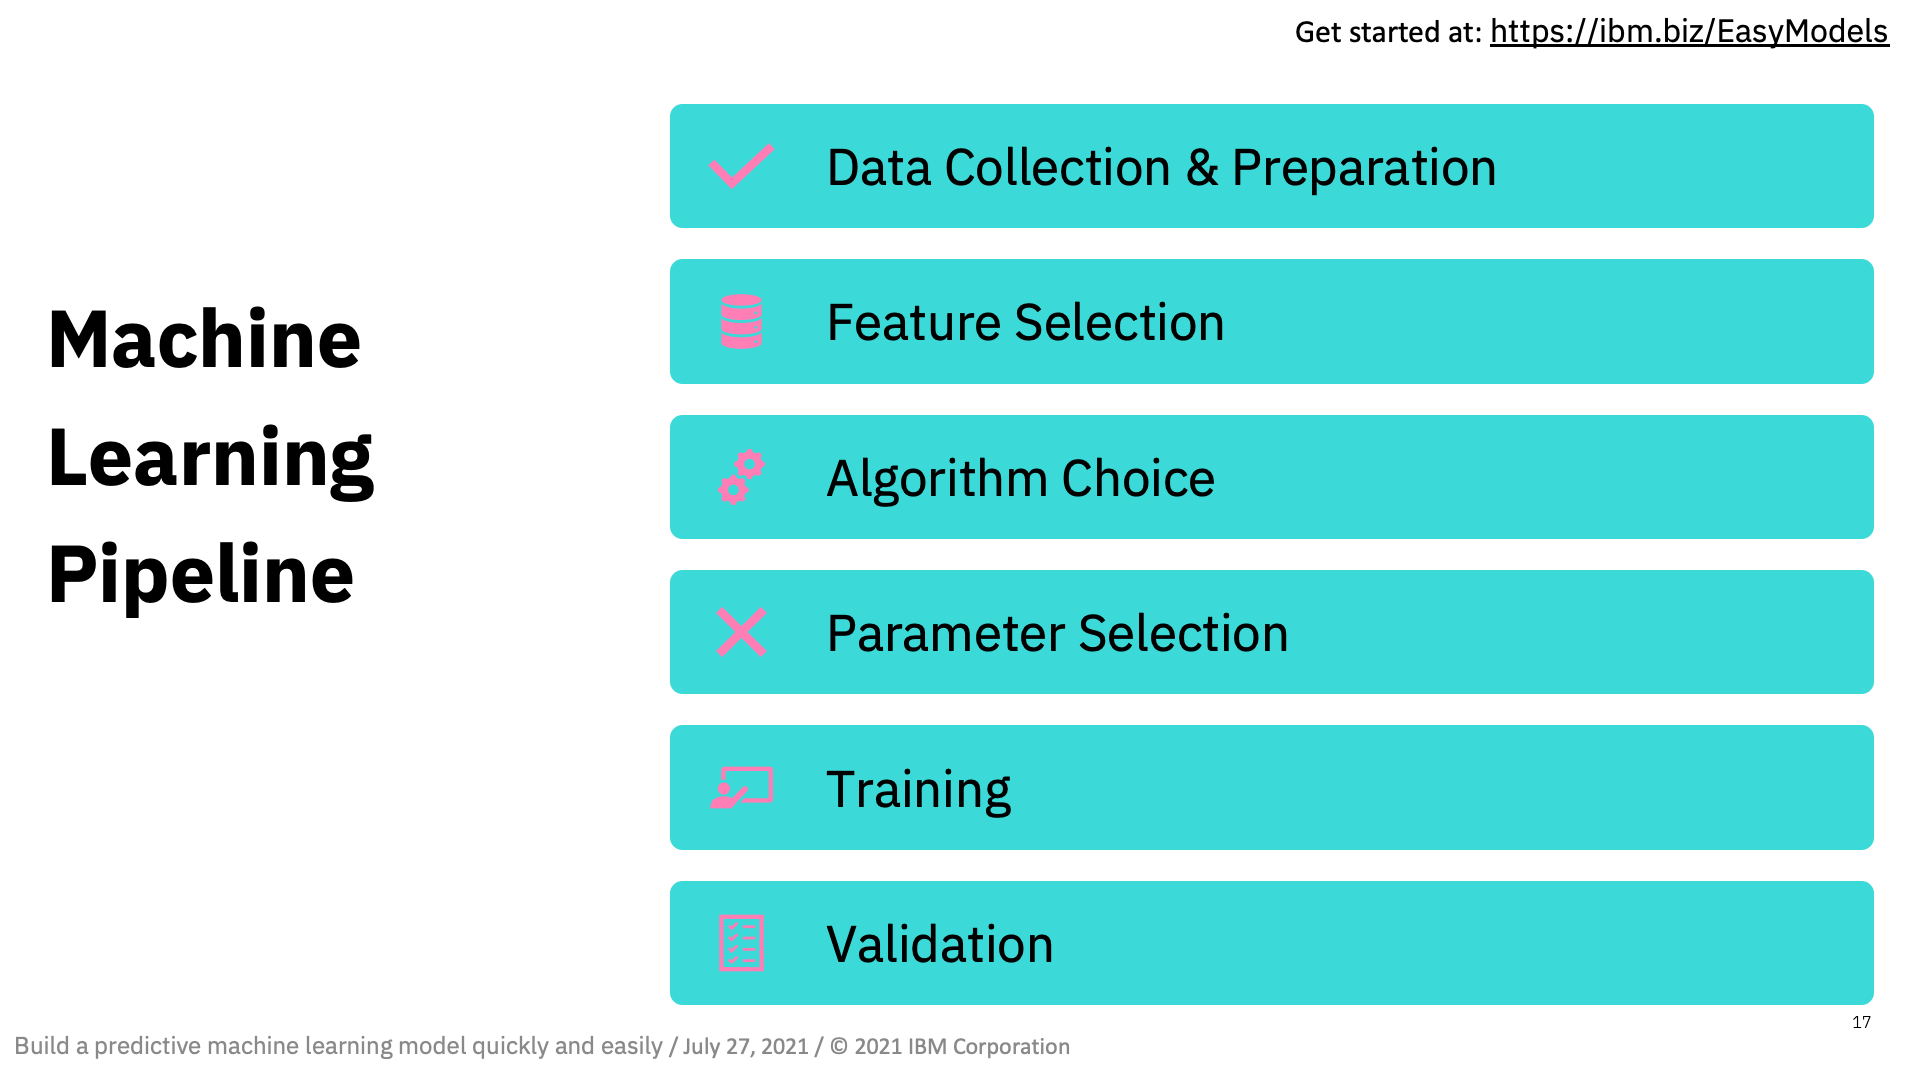 Get started at: https://ibm.biz/EasyModels
Machine
Learning
Pipeline
Data Collection & Preparation
Feature Selection
Algorithm Choice
Parameter Selection
Training
Validation
17
Build a predictive machine learning model quickly and easily / July 27, 2021 / © 2021 IBM Corporation